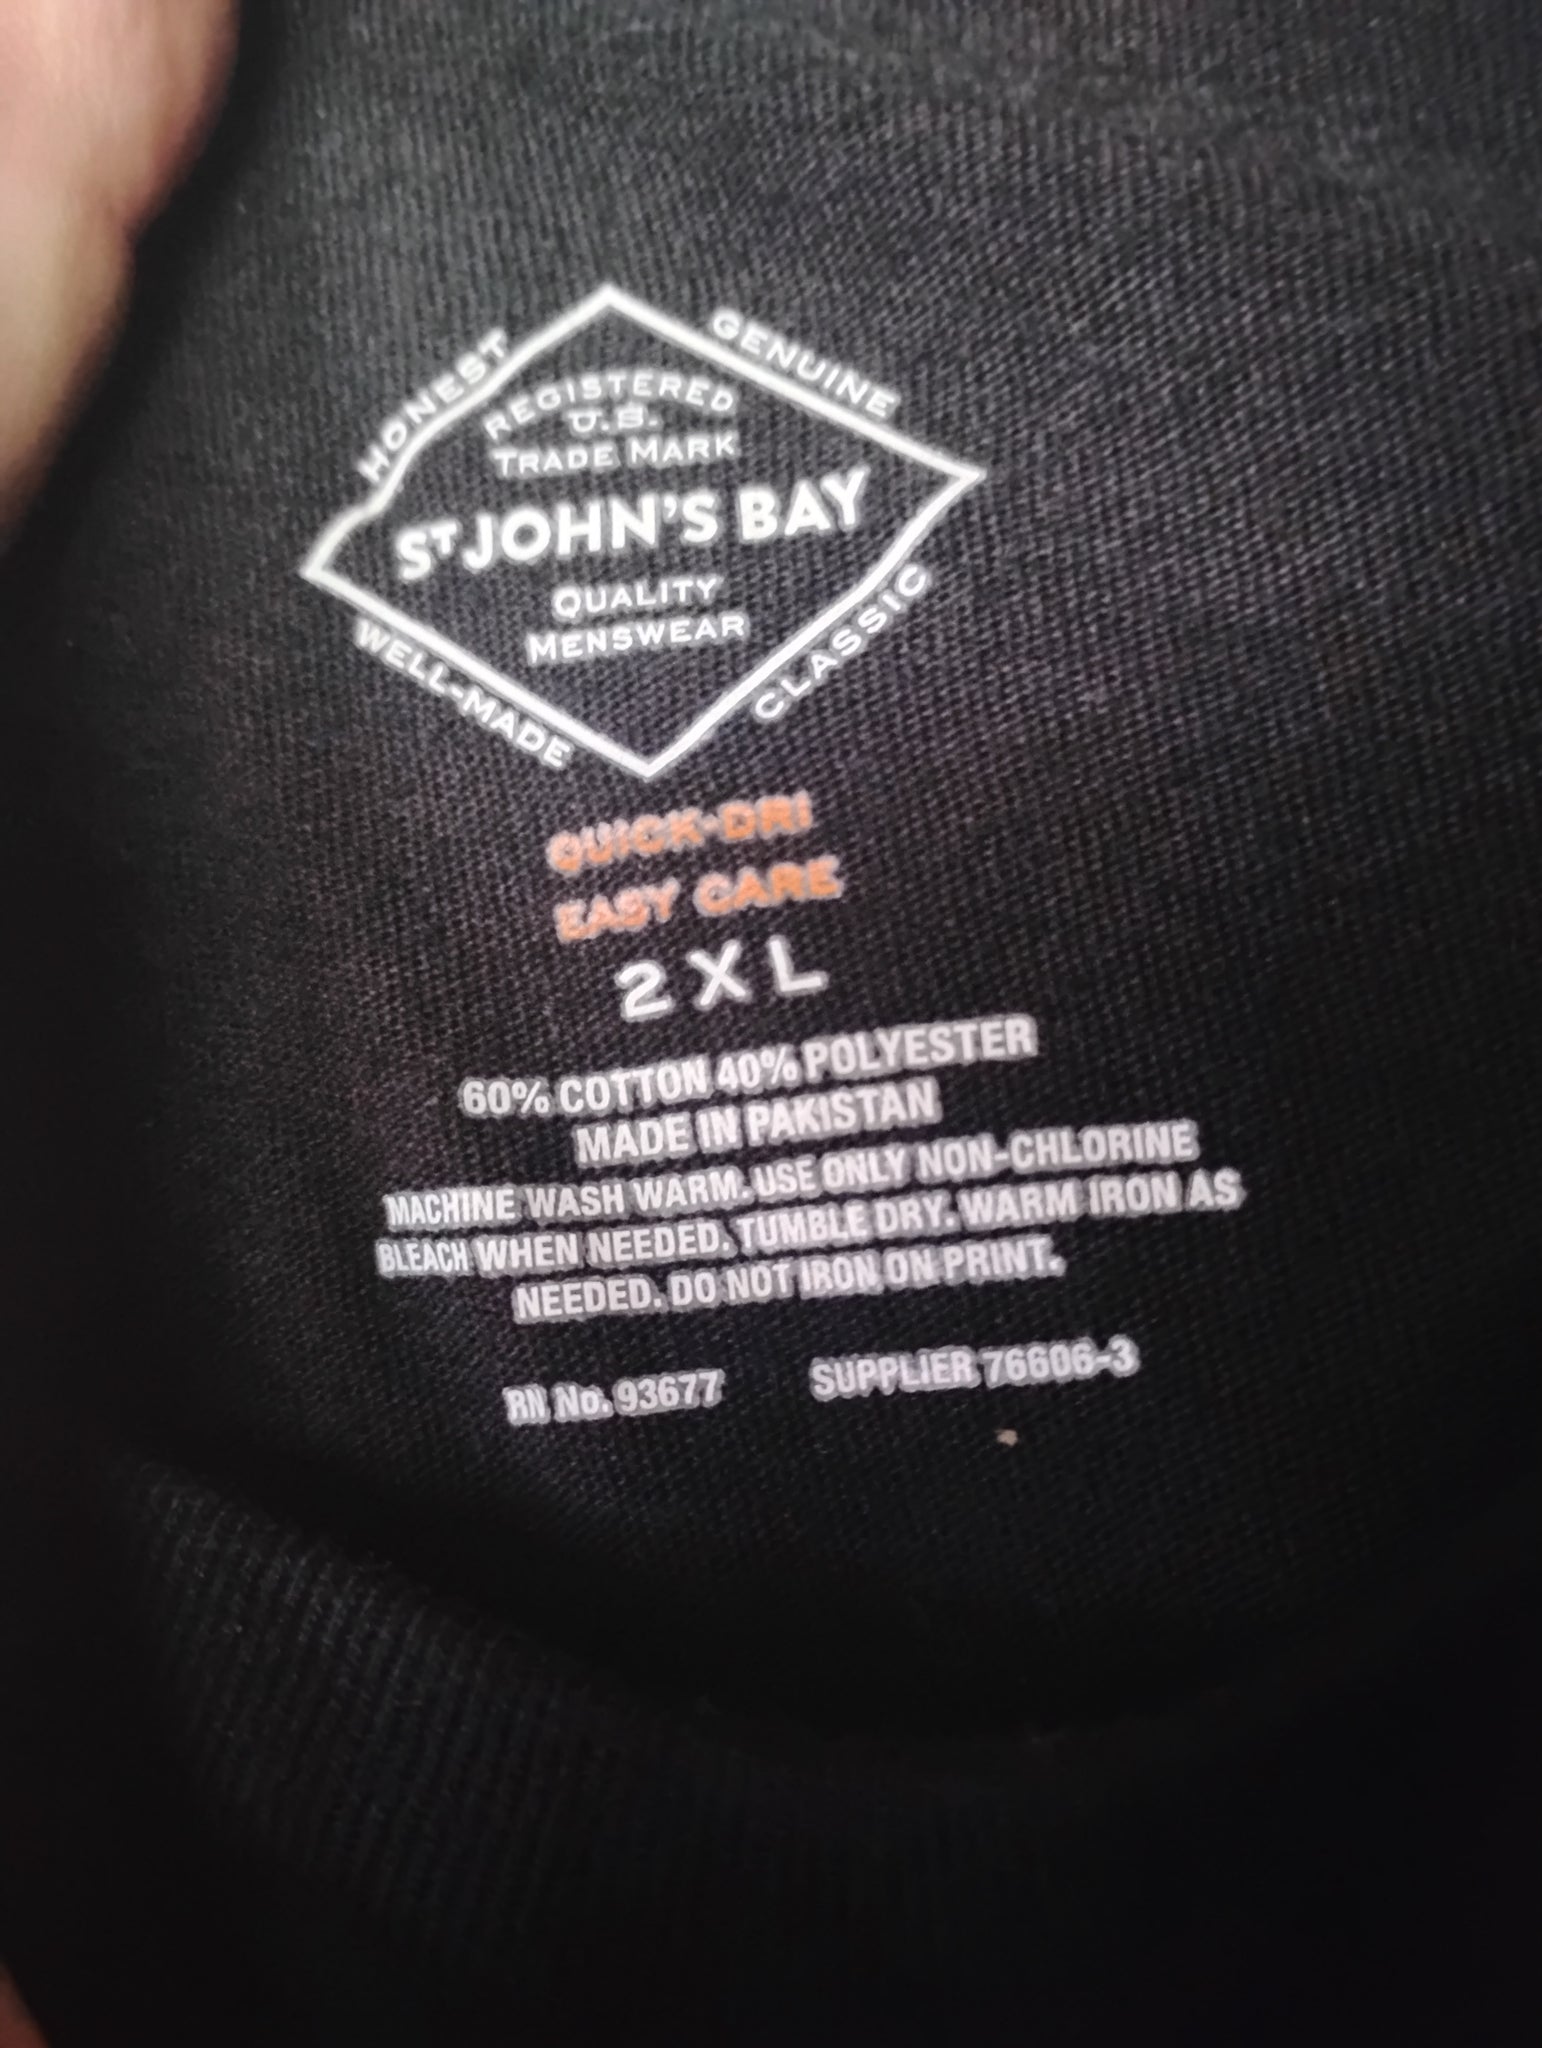 HONEST
GENUINE
REGISTERED
U.S.
TRADE MARK
ST JOHN'S BAY
QUALITY
MENSWEAR
WELL-MADE
CLASSIC
QUICK-DRI
EASY CARE
2XL
60% COTTON 40% POLYESTER
MADE IN PAKISTAN
MACHINE WASH WARM. USE ONLY NON-CHLORINE
BLEACH WHEN NEEDED. TUMBLE DRY. WARM IRON AS
NEEDED. DO NOT IRON ON PRINT.
RN No. 93677 SUPPLIER 76606-3